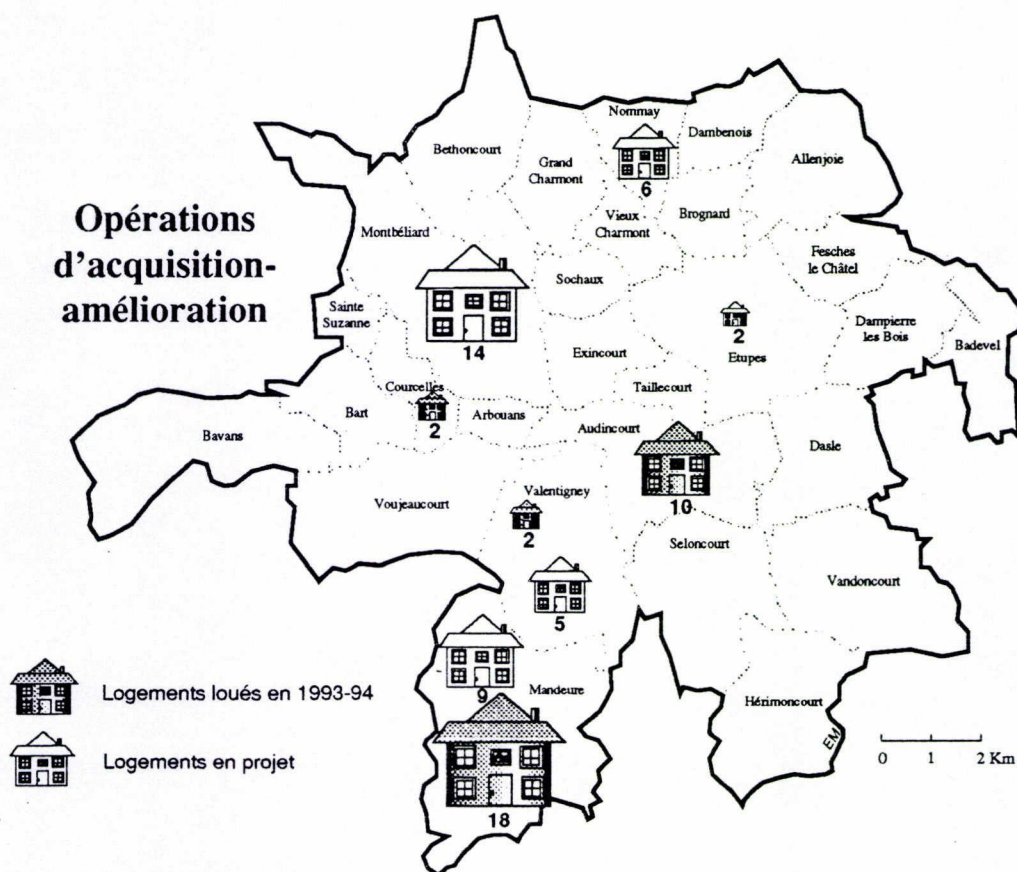 Opérations
d'acquisition-
amélioration
Nommay
6
Dambenois
Bethoncourt
Grand
Charmont
Allenjoie
Vieux
Charmont
Brognard
Montbéliard
Fesches
le Châtel
Sochaux
Sainte
Suzanne
14
2
Etupes
Dampierre
les Bois
Badevel
Exincourt
Taillecourt
Courcelles
2
Bart
Arbouans
Audincourt
Bavans
Dasle
10
Voujeaucourt
Valentigney
2
Seloncourt
5
Vandoncourt
9
Mandeure
Hérimoncourt
EM
18
Logements loués en 1993-94
Logements en projet
0 1 2 Km